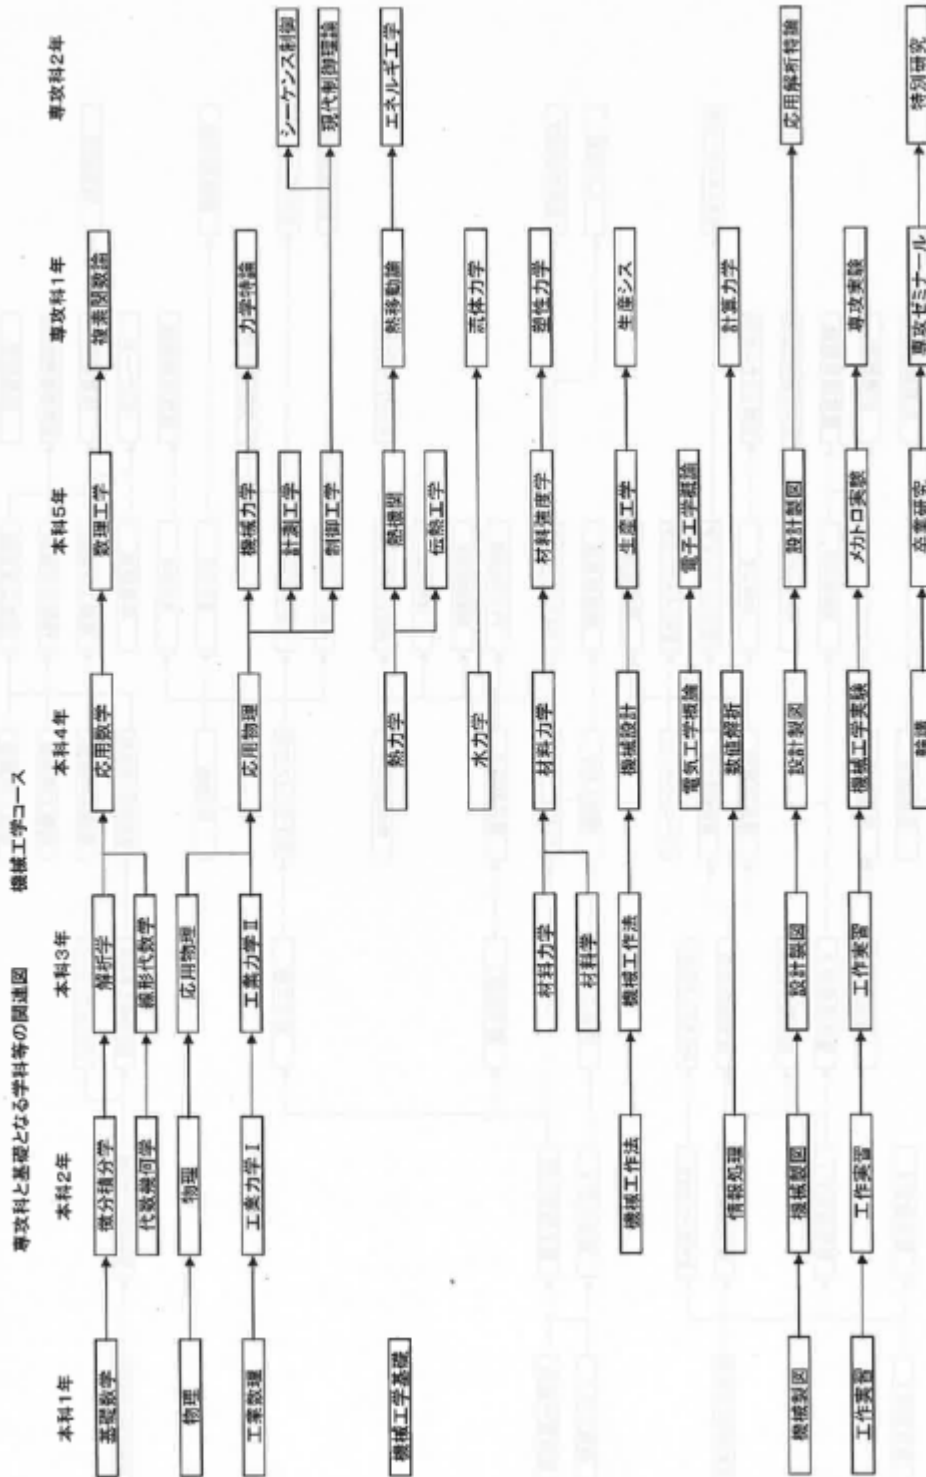 専攻科と基礎となる学科等の関連図 機械工学コース
本科1年 本科2年 本科3年 本科4年 本科5年 専攻科1年 専攻科2年
基礎数学 微分積分学 解析学 応用数学 数理工学 複素関数論
代数幾何学 線形代数学
物理 物理 応用物理
工業数理 工業力学Ⅰ 工業力学Ⅱ 応用物理 機械力学 力学特論
計測工学 シーケンス制御
制御工学 現代制御理論
機械工学基礎 熱力学 熱機関 熱移動論 エネルギ工学
伝熱工学
水力学 流体力学
材料力学 材料力学 材料強度学 塑性力学
材料学
機械工作法 機械工作法 機械設計 生産工学 生産シス
電気工学概論 電子工学概論
情報処理 数値解析 計算力学
機械製図 機械製図 設計製図 設計製図 設計製図 応用解析特論
工作実習 工作実習 工作実習 機械工学実験 メカトロ実験 専攻実験
輪講 卒業研究 専攻ゼミナール 特別研究